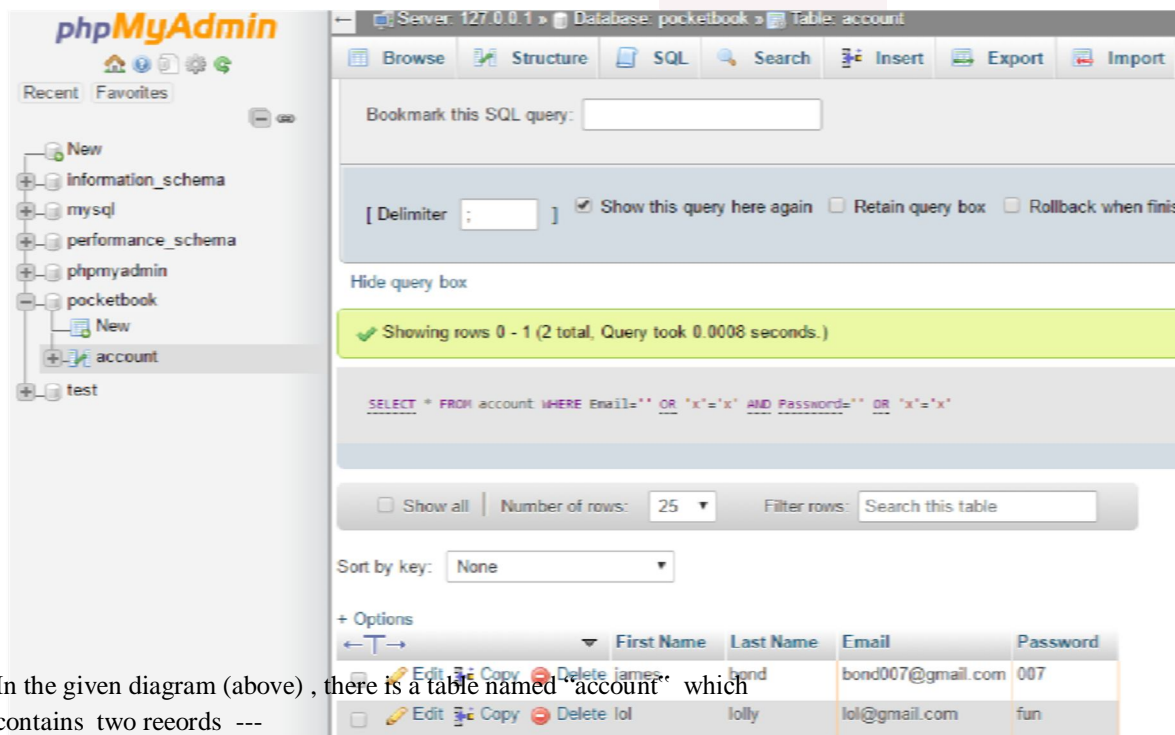 phpMyAdmin
Recent Favorites
New
information_schema
mysql
performance_schema
phpmyadmin
pocketbook
New
account
test
Server: 127.0.0.1 » Database: pocketbook » Table: account
Browse Structure SQL Search Insert Export Import
Bookmark this SQL query:
[ Delimiter ; ] Show this query here again Retain query box Rollback when finis
Hide query box
Showing rows 0 - 1 (2 total, Query took 0.0008 seconds.)
SELECT * FROM account WHERE Email='' OR 'x'='x' AND Password='' OR 'x'='x'
Show all Number of rows: 25 Filter rows: Search this table
Sort by key: None
+ Options
←T→ First Name Last Name Email Password
Edit Copy Delete james bond bond007@gmail.com 007
Edit Copy Delete lol lolly lol@gmail.com fun
In the given diagram (above) , there is a table named “account“ which
contains two reeords ---